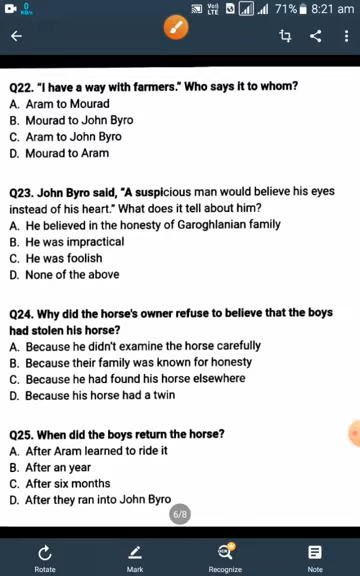 0
KB/s
Vo))
LTE
71% 8:21 am
Q22. "I have a way with farmers." Who says it to whom?
A. Aram to Mourad
B. Mourad to John Byro
C. Aram to John Byro
D. Mourad to Aram
Q23. John Byro said, "A suspicious man would believe his eyes
instead of his heart." What does it tell about him?
A. He believed in the honesty of Garoghlanian family
B. He was impractical
C. He was foolish
D. None of the above
Q24. Why did the horse's owner refuse to believe that the boys
had stolen his horse?
A. Because he didn't examine the horse carefully
B. Because their family was known for honesty
C. Because he had found his horse elsewhere
D. Because his horse had a twin
Q25. When did the boys return the horse?
A. After Aram learned to ride it
B. After an year
C. After six months
D. After they ran into John Byro
6/8
Rotate Mark Recognize Note